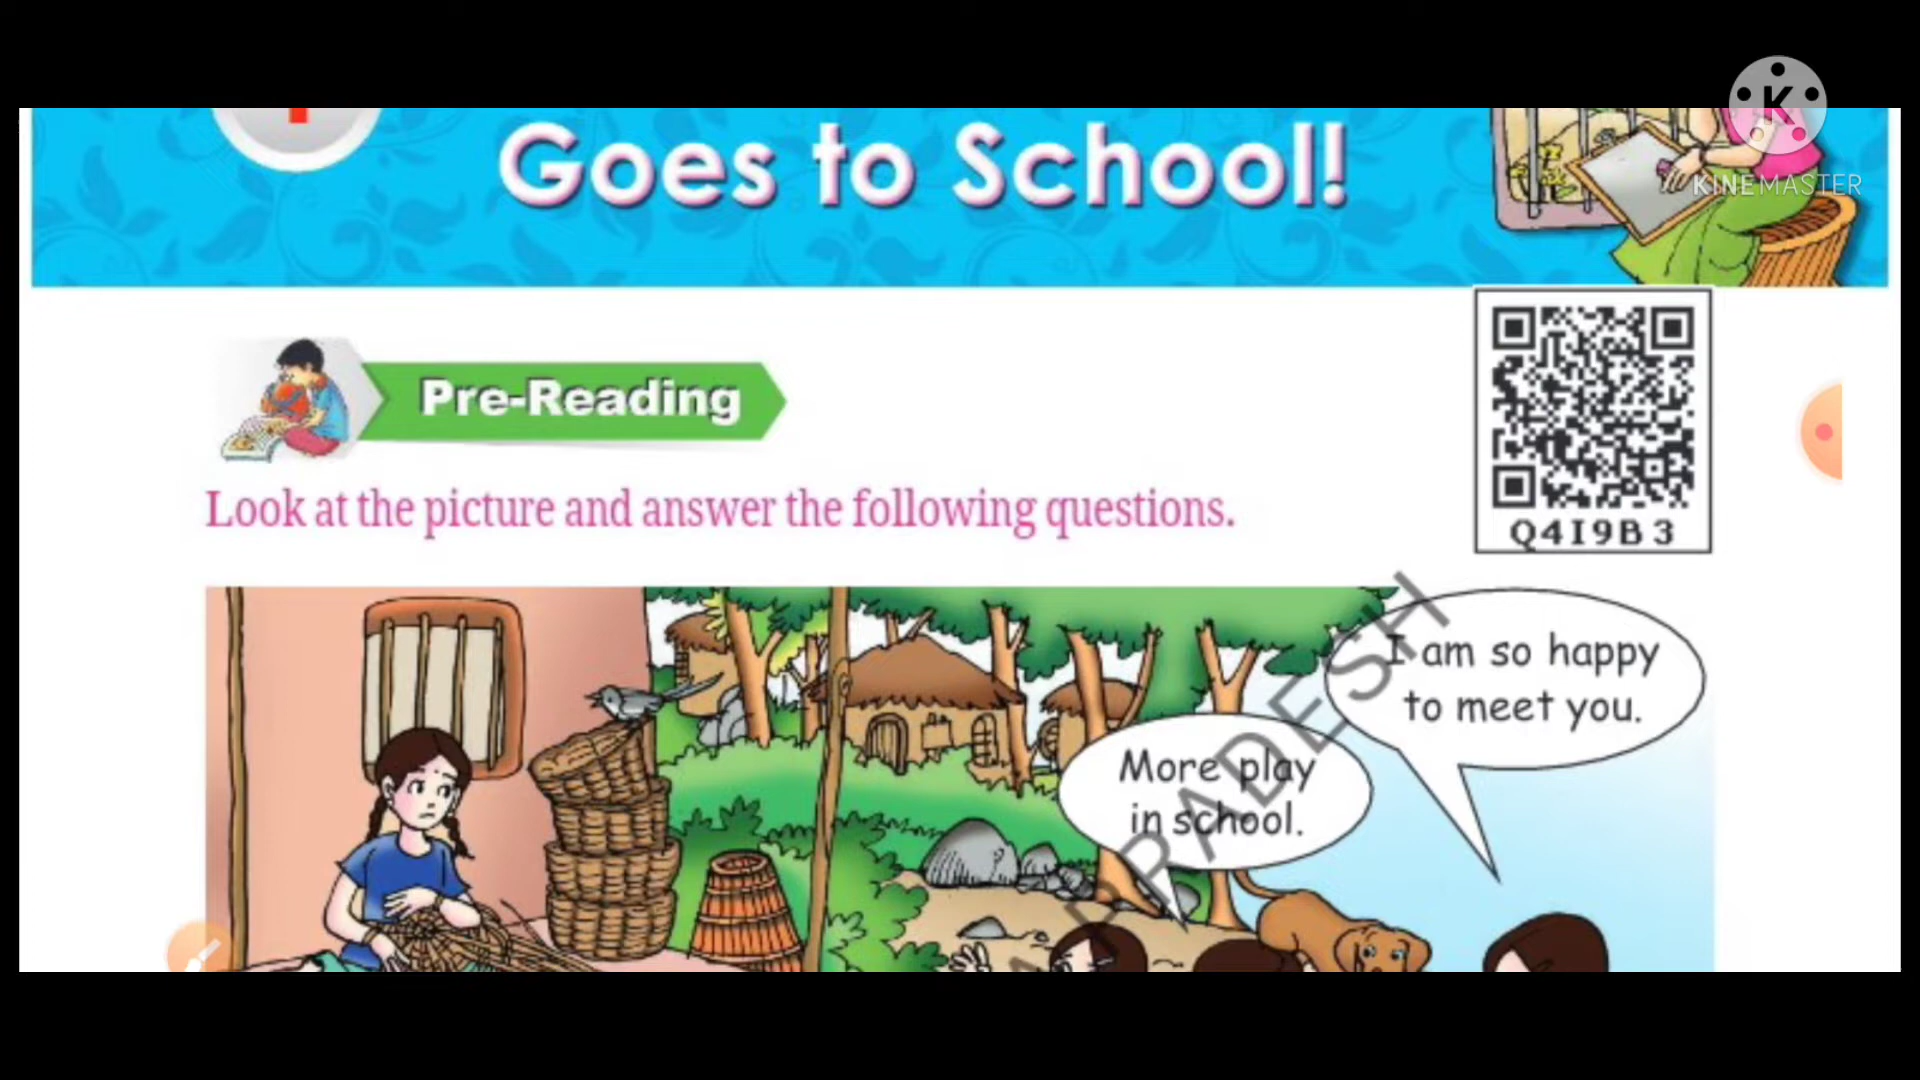 Goes to School!
K
KINEMASTER
Pre-Reading
Look at the picture and answer the following questions.
Q4I9B3
I am so happy
to meet you.
More play
in school.
PRADESH